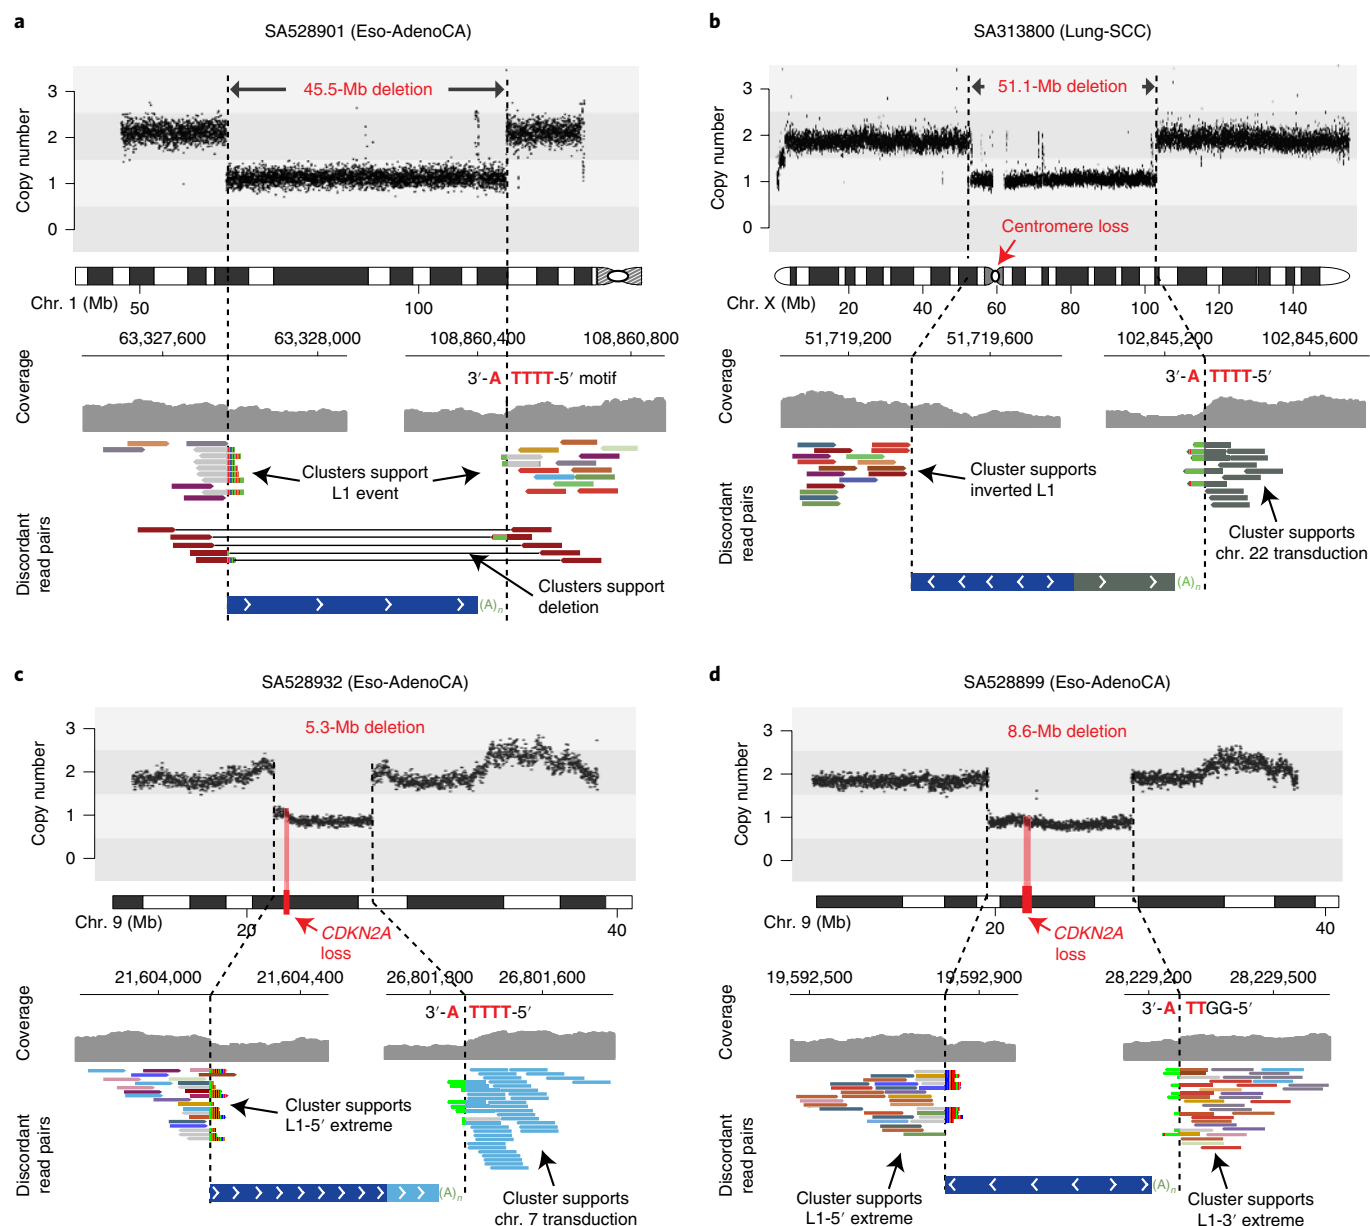 a
SA528901 (Eso-AdenoCA)
45.5-Mb deletion
Copy number
3
2
1
0
Chr. 1 (Mb)
50
100
63,327,600
63,328,000
108,860,400
108,860,800
3′-A TTTT-5′ motif
Coverage
Clusters support
L1 event
Discordant
read pairs
Clusters support
deletion
(A)n
b
SA313800 (Lung-SCC)
51.1-Mb deletion
Copy number
3
2
1
0
Centromere loss
Chr. X (Mb)
20
40
60
80
100
120
140
51,719,200
51,719,600
102,845,200
102,845,600
3′-A TTTT-5′
Coverage
Cluster supports
inverted L1
Discordant
read pairs
Cluster supports
chr. 22 transduction
(A)n
c
SA528932 (Eso-AdenoCA)
5.3-Mb deletion
Copy number
3
2
1
0
Chr. 9 (Mb)
20
40
CDKN2A
loss
21,604,000
21,604,400
26,801,600
3′-A TTTT-5′
Coverage
Cluster supports
L1-5′ extreme
Discordant
read pairs
(A)n
Cluster supports
chr. 7 transduction
d
SA528899 (Eso-AdenoCA)
8.6-Mb deletion
Copy number
3
2
1
0
Chr. 9 (Mb)
20
40
CDKN2A
loss
19,592,500
19,592,900
28,229,200
28,229,500
3′-A TTGG-5′
Coverage
Discordant
read pairs
(A)n
Cluster supports
L1-5′ extreme
Cluster supports
L1-3′ extreme